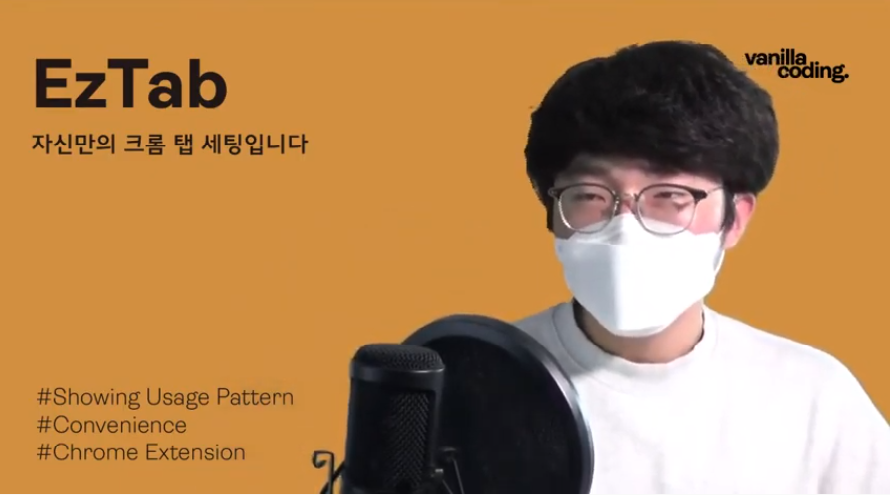 EzTab
자신만의 크롬 탭 세팅입니다
vanilla
coding.
#Showing Usage Pattern
#Convenience
#Chrome Extension